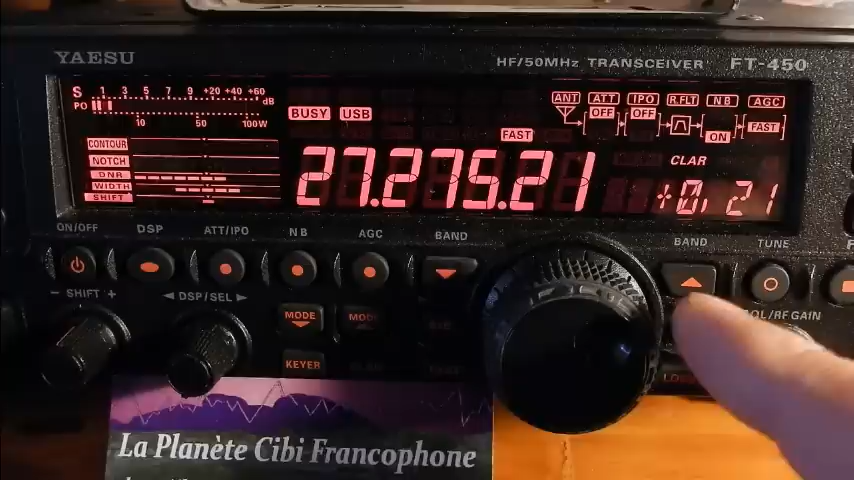 YAESU
HF/50MHz TRANSCEIVER FT-450
S 1 3 5 7 9 +20 +40 +60 dB
PO
10 50 100W
BUSY USB
FAST
ANT ATT IPO R.FLT NB AGC
OFF OFF ON FAST
CONTOUR
NOTCH
DNR
WIDTH
SHIFT
27.275.21
CLAR
+0, 21
ON/OFF DSP ATT/IPO NB AGC BAND BAND TUNE
- SHIFT + ◄ DSP/SEL ►
MODE MODE
KEYER
/RF GAIN
La Planète Cibi Francophone